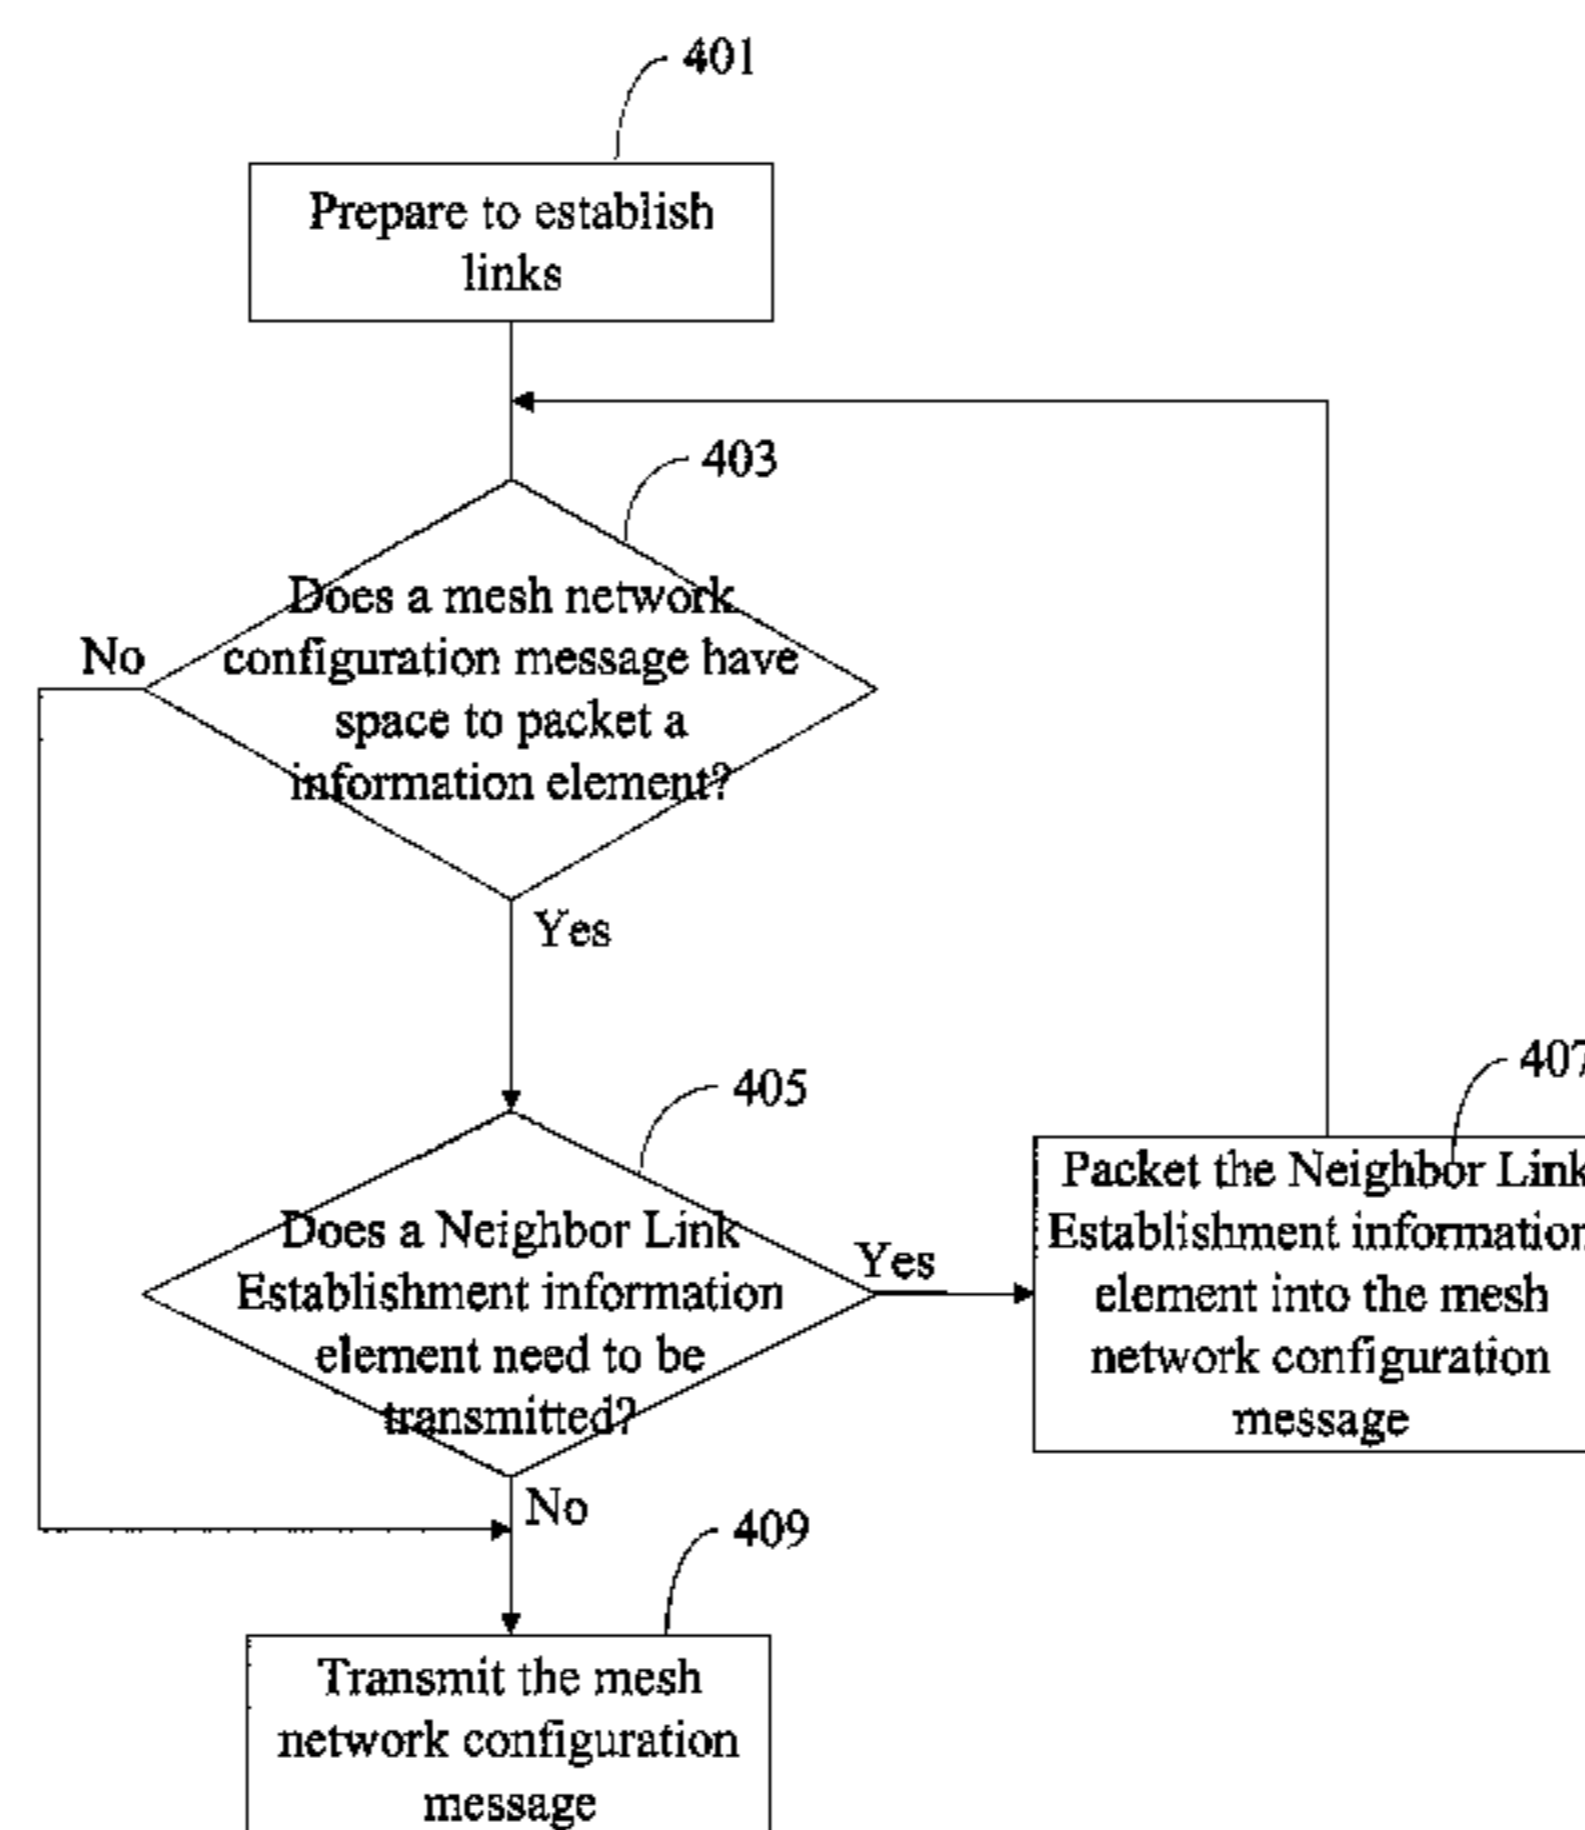 401
Prepare to establish
links
403
Does a mesh network
No
configuration message have
space to packet a
information element?
Yes
405
407
Does a Neighbor Link
Establishment information
element need to be
transmitted?
Yes
Packet the Neighbor Link
Establishment information
element into the mesh
network configuration
message
No
409
Transmit the mesh
network configuration
message